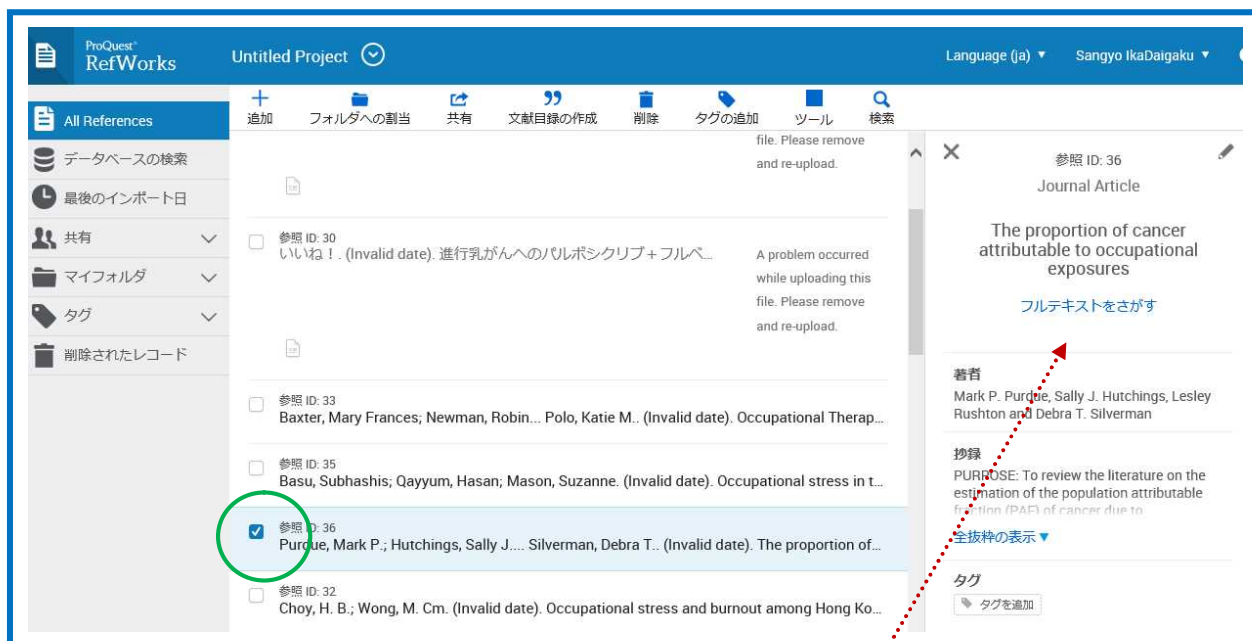 ProQuest
RefWorks
Untitled Project
Language (ja) ▼
Sangyo IkaDaigaku ▼
All References
データベースの検索
最後のインポート日
共有
マイフォルダ
タグ
削除されたレコード
追加
フォルダへの割当
共有
文献目録の作成
削除
タグの追加
ツール
検索
file. Please remove
and re-upload.
参照 ID: 30
いいね！. (Invalid date). 進行乳がんへのパルボシクリブ＋フルベ...
A problem occurred
while uploading this
file. Please remove
and re-upload.
参照 ID: 33
Baxter, Mary Frances; Newman, Robin... Polo, Katie M.. (Invalid date). Occupational Therap...
参照 ID: 35
Basu, Subhashis; Qayyum, Hasan; Mason, Suzanne. (Invalid date). Occupational stress in t...
参照 ID: 36
Purdue, Mark P.; Hutchings, Sally J.... Silverman, Debra T.. (Invalid date). The proportion of...
参照 ID: 32
Choy, H. B.; Wong, M. Cm. (Invalid date). Occupational stress and burnout among Hong Ko...
参照 ID: 36
Journal Article
The proportion of cancer
attributable to occupational
exposures
フルテキストをさがす
著者
Mark P. Purdue, Sally J. Hutchings, Lesley
Rushton and Debra T. Silverman
抄録
PURPOSE: To review the literature on the
estimation of the population attributable
fraction (PAF) of cancer due to
全抜粋の表示▼
タグ
タグを追加